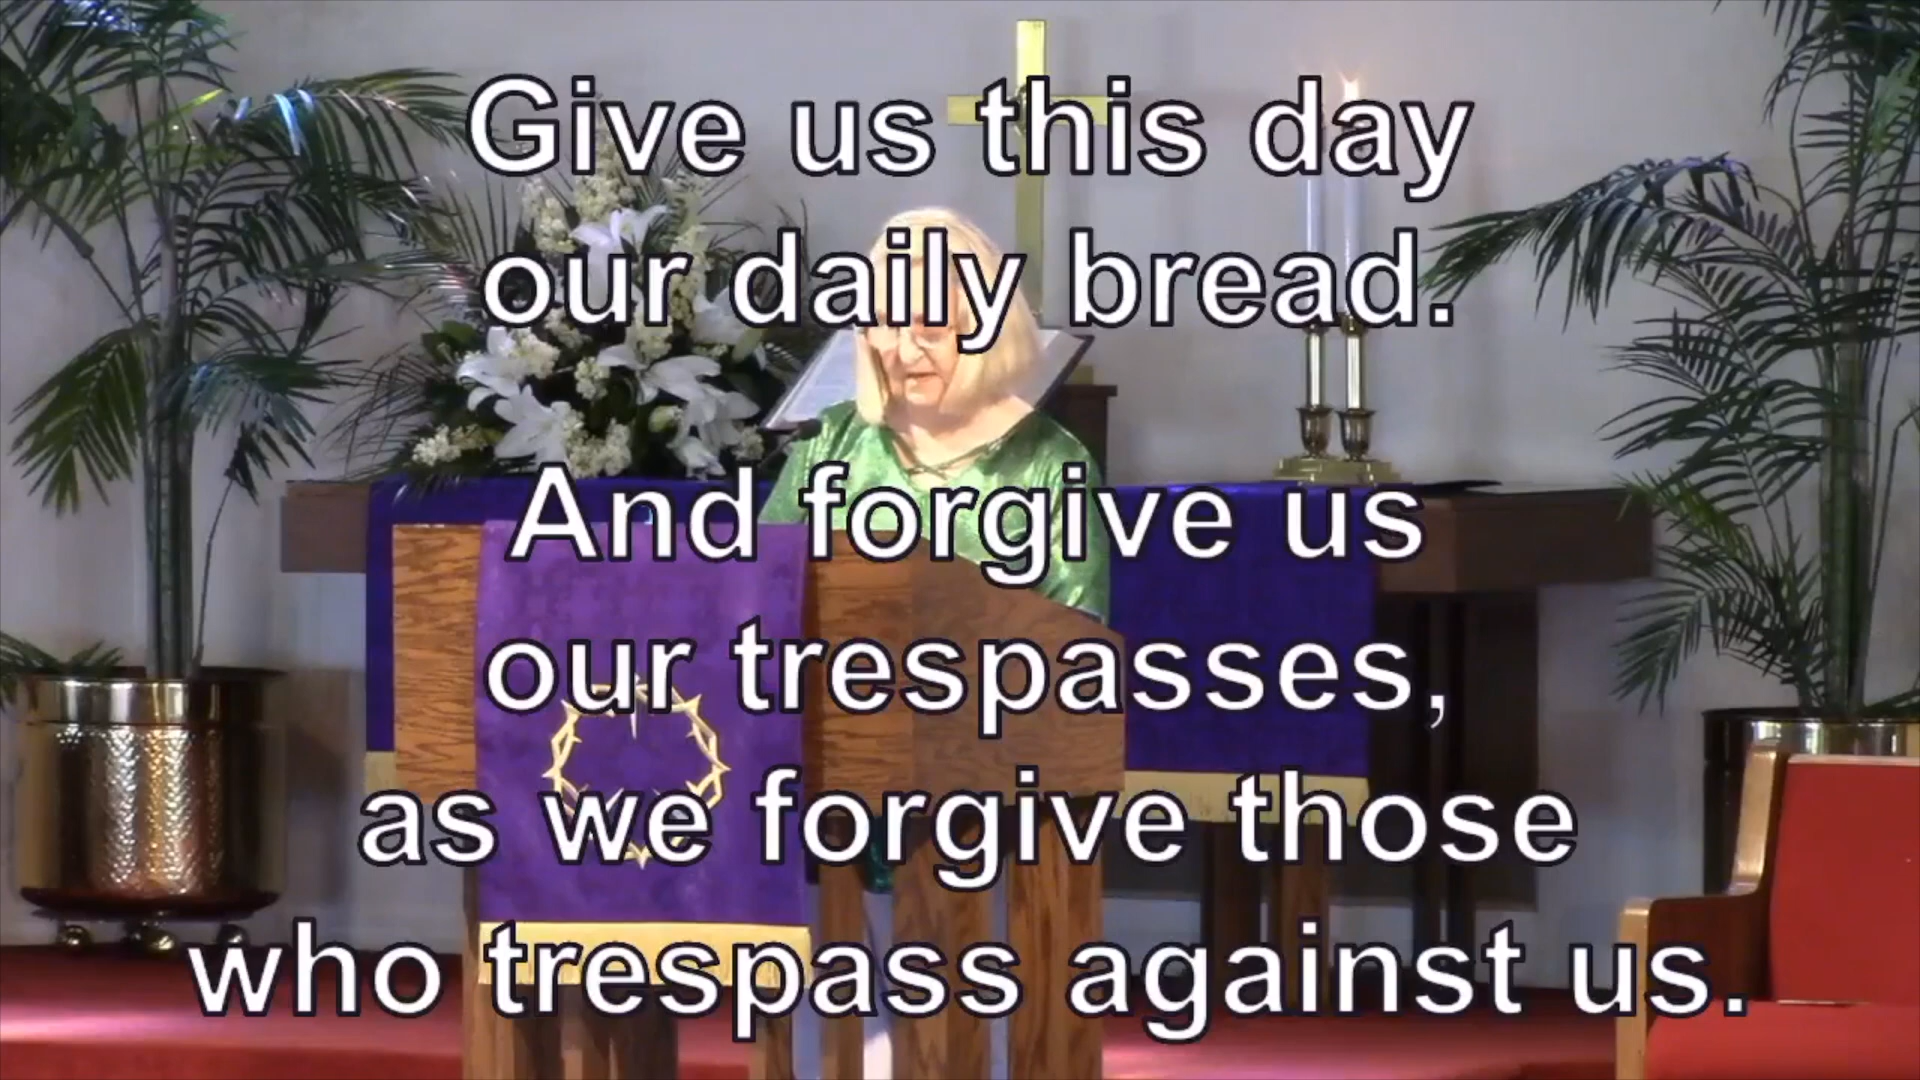 Give us this day
our daily bread.
And forgive us
our trespasses,
as we forgive those
who trespass against us.